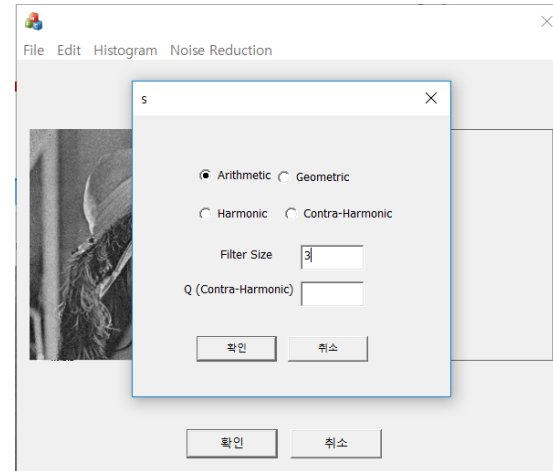 File Edit Histogram Noise Reduction
s
Arithmetic Geometric
Harmonic Contra-Harmonic
Filter Size 3
Q (Contra-Harmonic)
확인 취소
확인 취소